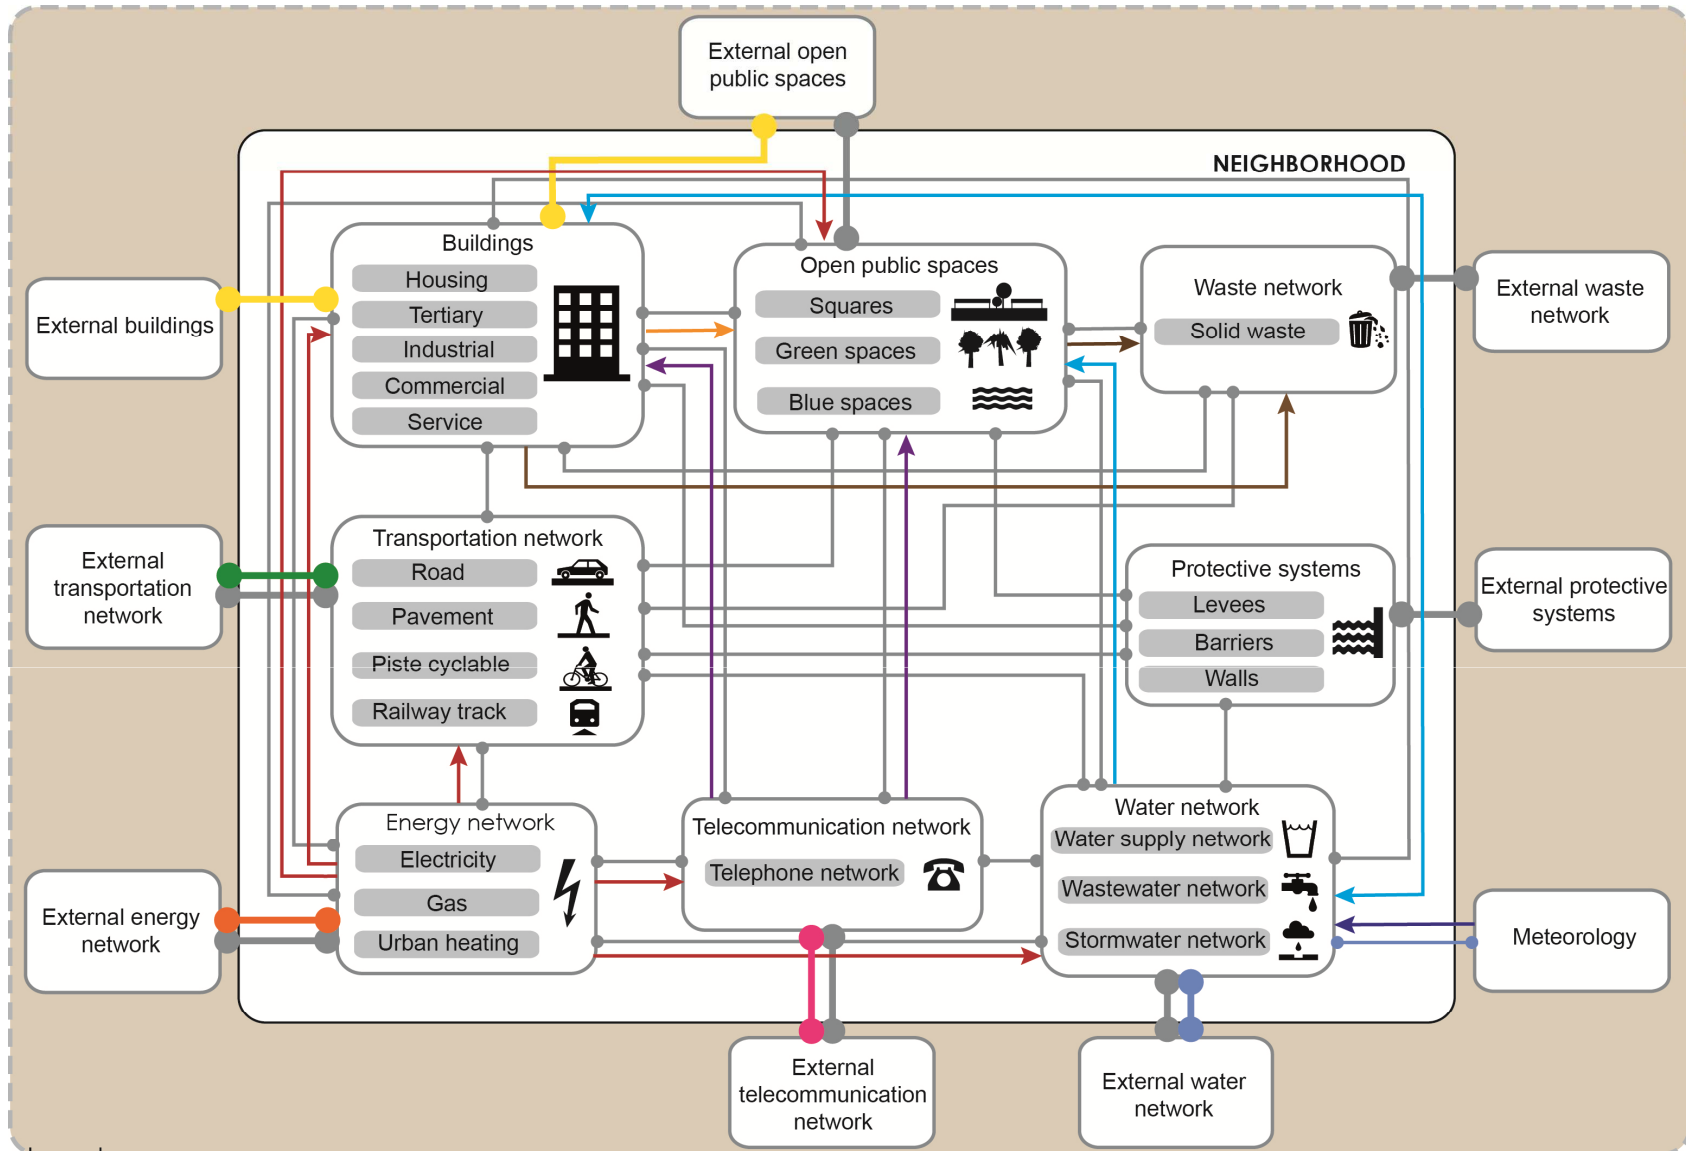 External open
public spaces
NEIGHBORHOOD
Buildings
Housing
Tertiary
Industrial
Commercial
Service
Open public spaces
Squares
Green spaces
Blue spaces
Waste network
Solid waste
External buildings
External waste
network
Transportation network
Road
Pavement
Piste cyclable
Railway track
Protective systems
Levees
Barriers
Walls
External
transportation
network
External protective
systems
Energy network
Electricity
Gas
Urban heating
Telecommunication network
Telephone network
Water network
Water supply network
Wastewater network
Stormwater network
External energy
network
Meteorology
External
telecommunication
network
External water
network